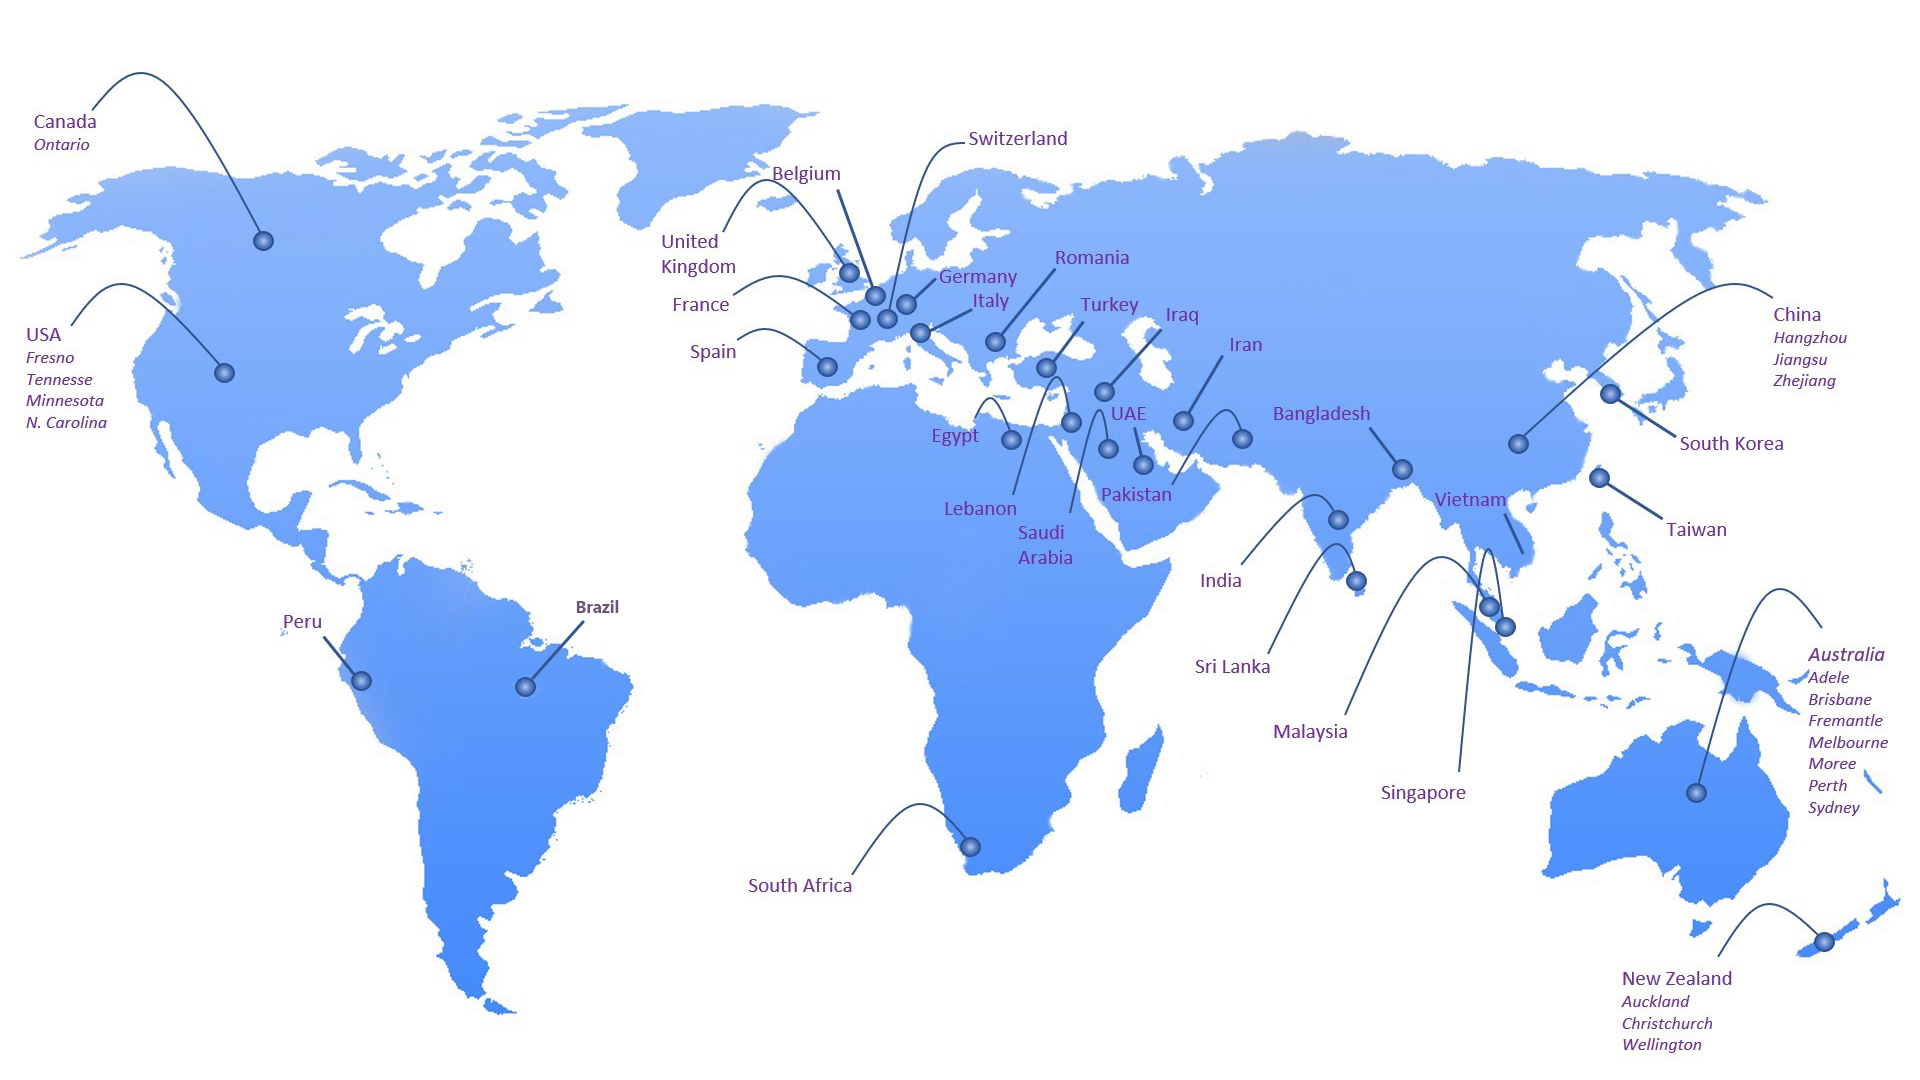 Canada
Ontario
USA
Fresno
Tennesse
Minnesota
N. Carolina
Peru
Brazil
Switzerland
Belgium
United
Kingdom
France
Spain
Germany
Italy
Romania
Turkey
Iraq
Iran
UAE
Egypt
Lebanon
Saudi
Arabia
Pakistan
Bangladesh
Vietnam
India
Sri Lanka
Malaysia
Singapore
South Africa
China
Hangzhou
Jiangsu
Zhejiang
South Korea
Taiwan
Australia
Adele
Brisbane
Fremantle
Melbourne
Moree
Perth
Sydney
New Zealand
Auckland
Christchurch
Wellington